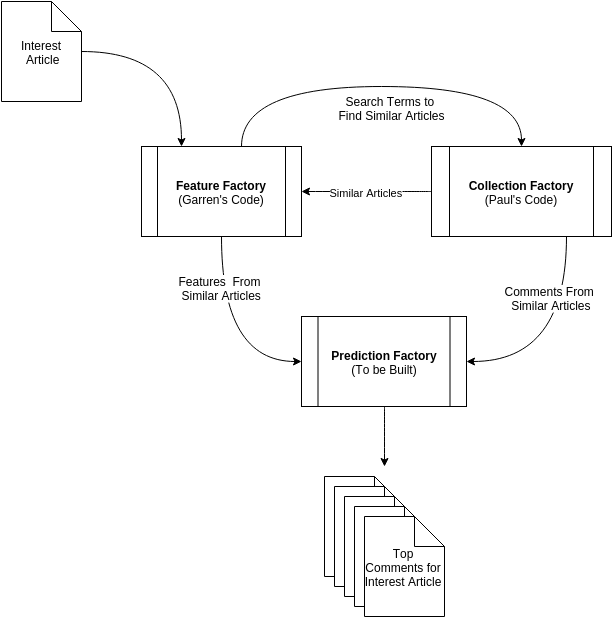 Interest
Article
Search Terms to
Find Similar Articles
Feature Factory
(Garren's Code)
Similar Articles
Collection Factory
(Paul's Code)
Features From
Similar Articles
Comments From
Similar Articles
Prediction Factory
(To be Built)
Top
Comments for
Interest Article